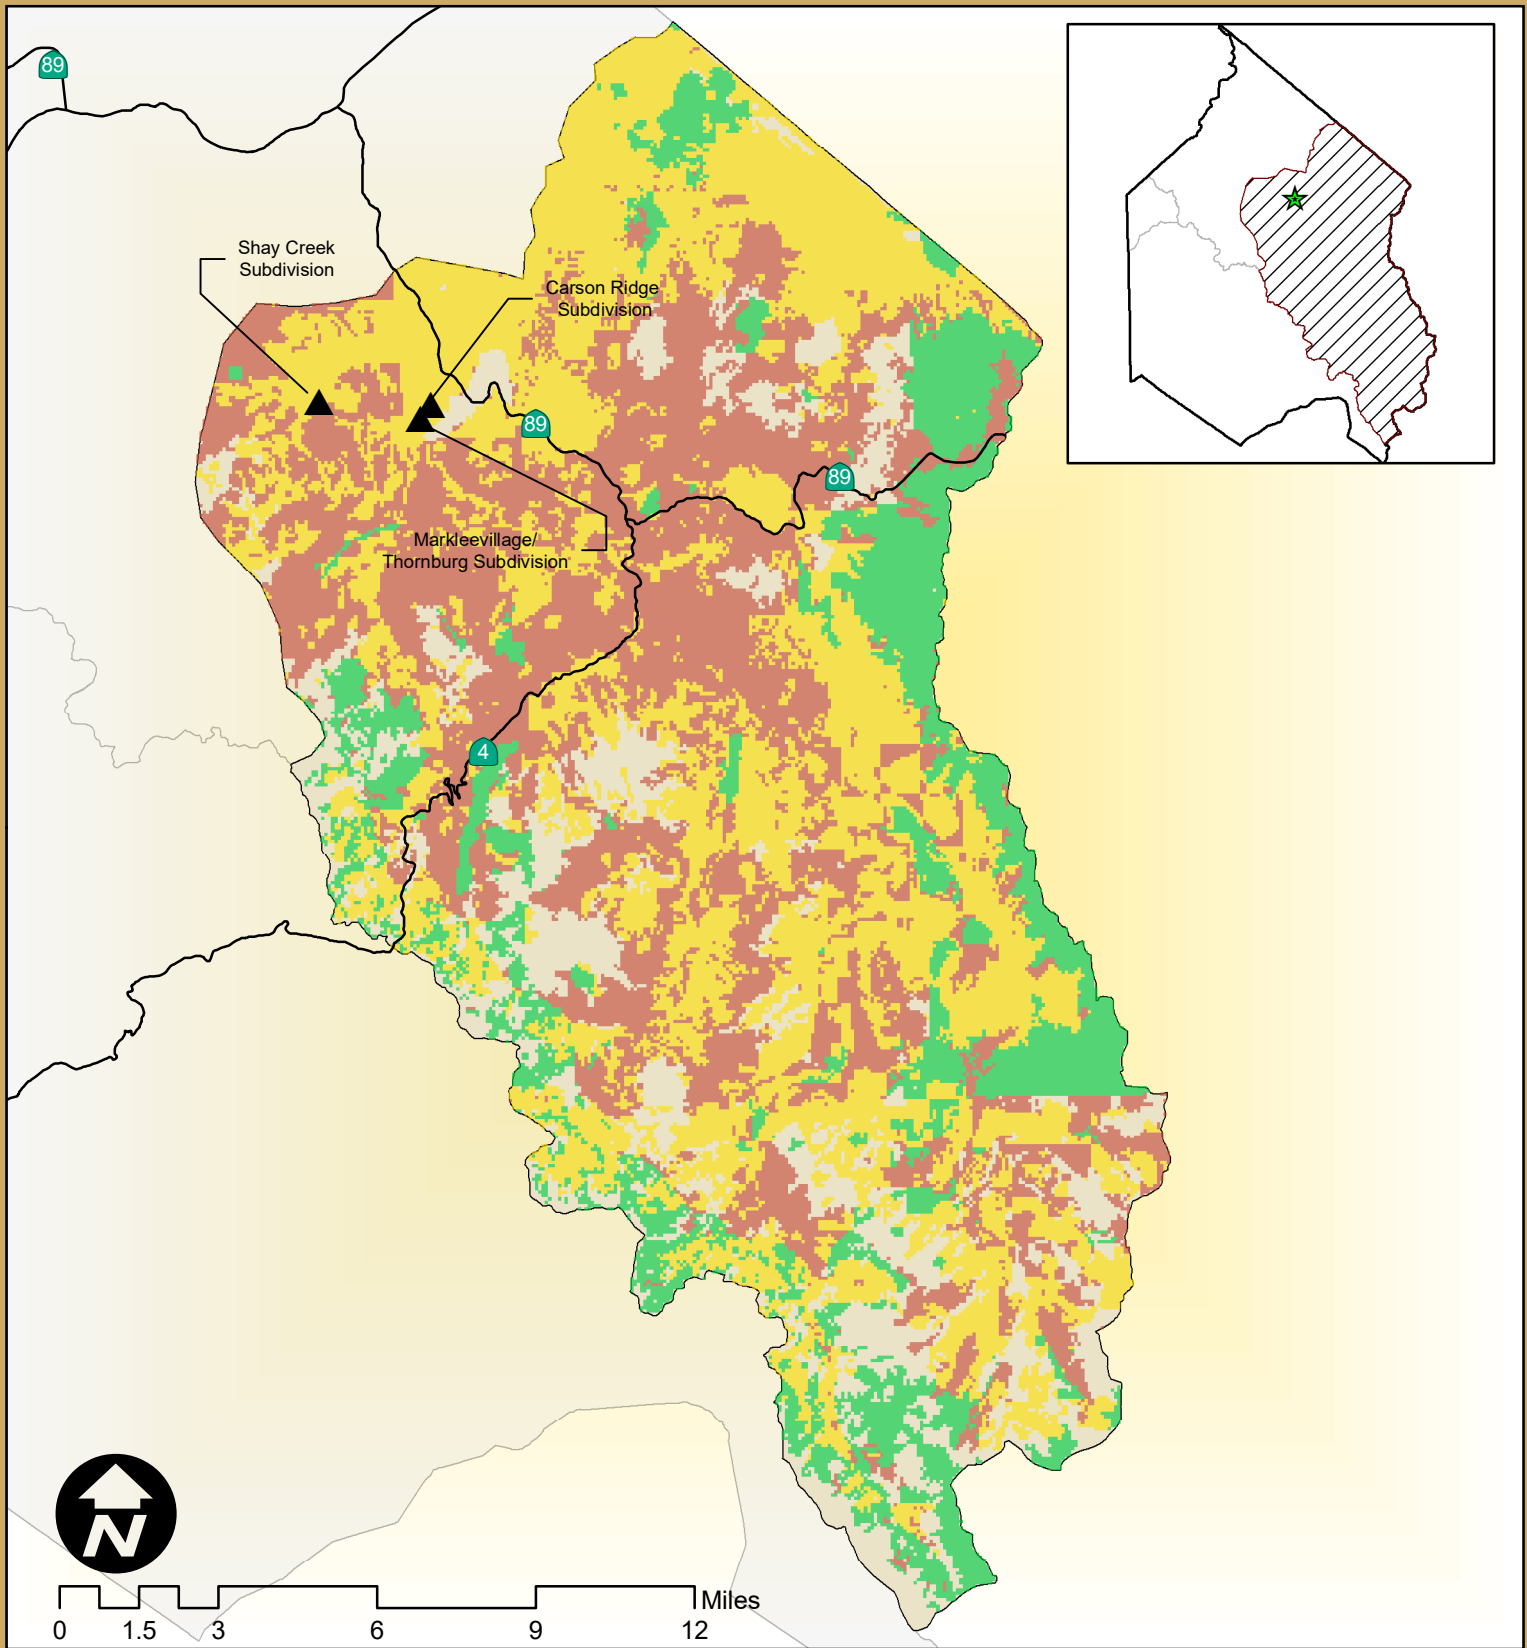 89
Shay Creek
Subdivision
Carson Ridge
Subdivision
89
89
Markleevillage/
Thornburg Subdivision
4
N
Miles
0 1.5 3 6 9 12